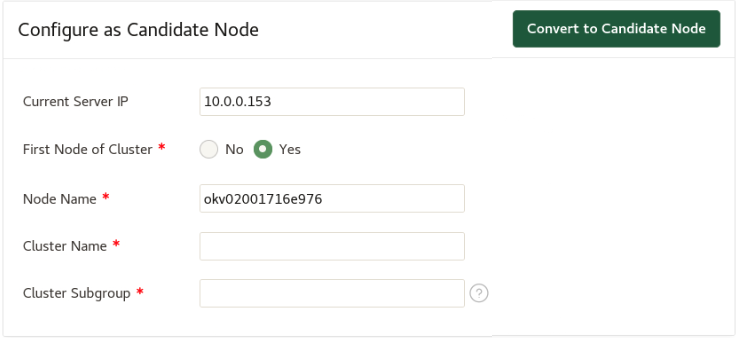 Configure as Candidate Node
Convert to Candidate Node
Current Server IP 10.0.0.153
First Node of Cluster * No Yes
Node Name * okv02001716e976
Cluster Name *
Cluster Subgroup * ?